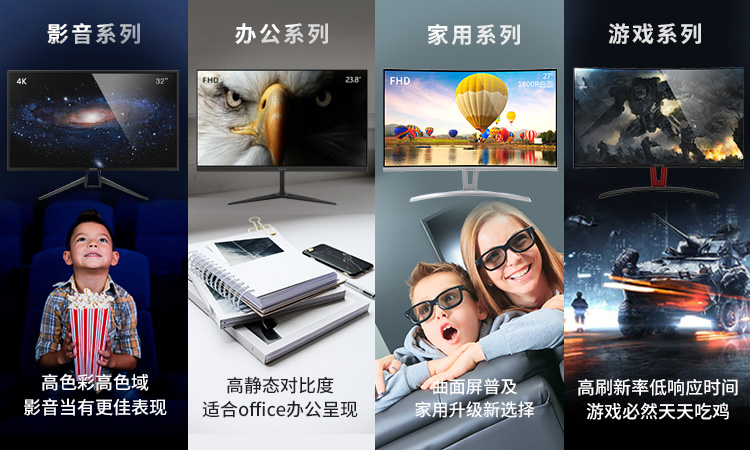 影音系列
4K
32"
高色彩高色域
影音当有更佳表现
办公系列
FHD
23.8"
高静态对比度
适合office办公呈现
家用系列
FHD
27"
1800R曲面
曲面屏普及
家用升级新选择
游戏系列
高刷新率低响应时间
游戏必然天天吃鸡